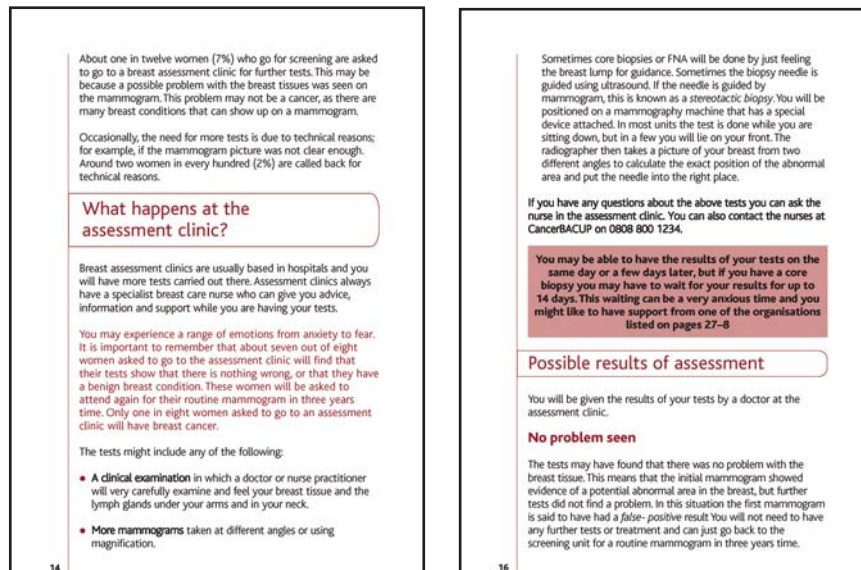 About one in twelve women (7%) who go for screening are asked
to go to a breast assessment clinic for further tests. This may be
because a possible problem with the breast tissues was seen on
the mammogram. This problem may not be a cancer, as there are
many breast conditions that can show up on a mammogram.
Occasionally, the need for more tests is due to technical reasons;
for example, if the mammogram picture was not clear enough.
Around two women in every hundred (2%) are called back for
technical reasons.
What happens at the
assessment clinic?
Breast assessment clinics are usually based in hospitals and you
will have more tests carried out there. Assessment clinics always
have a specialist breast care nurse who can give you advice,
information and support while you are having your tests.
You may experience a range of emotions from anxiety to fear.
It is important to remember that about seven out of eight
women asked to go to the assessment clinic will find that
their tests show that there is nothing wrong, or that they have
a benign breast condition. These women will be asked to
attend again for their routine mammogram in three years
time. Only one in eight women asked to go to an assessment
clinic will have breast cancer.
The tests might include any of the following:
• A clinical examination in which a doctor or nurse practitioner
will very carefully examine and feel your breast tissue and the
lymph glands under your arms and in your neck.
• More mammograms taken at different angles or using
magnification.
14
Sometimes core biopsies or FNA will be done by just feeling
the breast lump for guidance. Sometimes the biopsy needle is
guided using ultrasound. If the needle is guided by
mammogram, this is known as a stereotactic biopsy. You will be
positioned on a mammography machine that has a special
device attached. In most units the test is done while you are
sitting down, but in a few you will lie on your front. The
radiographer then takes a picture of your breast from two
different angles to calculate the exact position of the abnormal
area and put the needle into the right place.
If you have any questions about the above tests you can ask the
nurse in the assessment clinic. You can also contact the nurses at
CancerBACUP on 0808 800 1234.
You may be able to have the results of your tests on the
same day or a few days later, but if you have a core
biopsy you may have to wait for your results for up to
14 days. This waiting can be a very anxious time and you
might like to have support from one of the organisations
listed on pages 27–8
Possible results of assessment
You will be given the results of your tests by a doctor at the
assessment clinic.
No problem seen
The tests may have found that there was no problem with the
breast tissue. This means that the initial mammogram showed
evidence of a potential abnormal area in the breast, but further
tests did not find a problem. In this situation the first mammogram
is said to have had a false- positive result You will not need to have
any further tests or treatment and can just go back to the
screening unit for a routine mammogram in three years time.
16